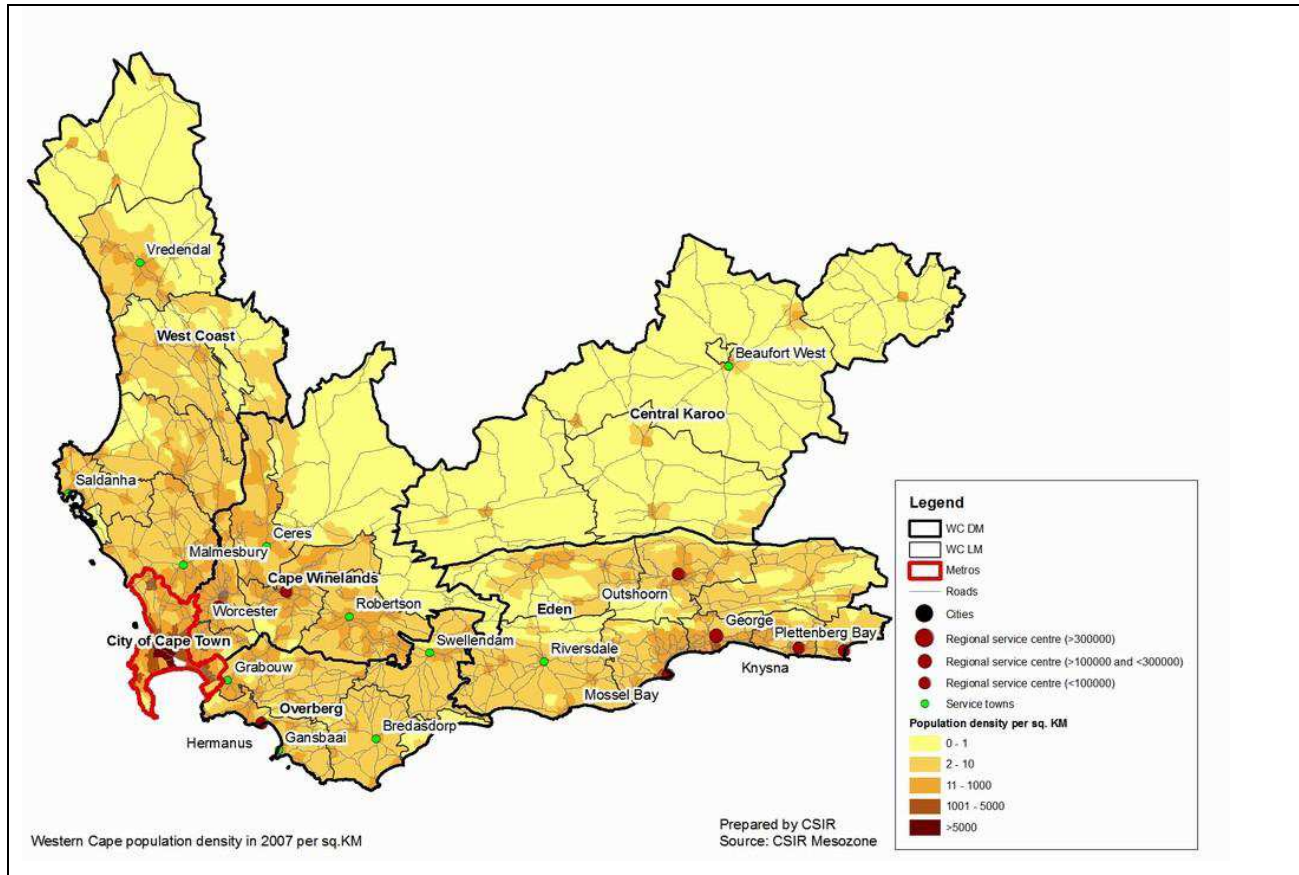 Vredendal
West Coast
Beaufort West
Central Karoo
Saldanha
Ceres
Malmesbury
Cape Winelands
Outshoorn
Eden
Worcester
Robertson
George
City of Cape Town
Plettenberg Bay
Swellendam
Riversdale
Grabouw
Knysna
Mossel Bay
Overberg
Bredasdorp
Gansbaai
Hermanus
Legend
WC DM
WC LM
Metros
Roads
Cities
Regional service centre (>300000)
Regional service centre (>100000 and <300000)
Regional service centre (<100000)
Service towns
Population density per sq. KM
0 - 1
2 - 10
11 - 1000
1001 - 5000
>5000
Western Cape population density in 2007 per sq.KM
Prepared by CSIR
Source: CSIR Mesozone